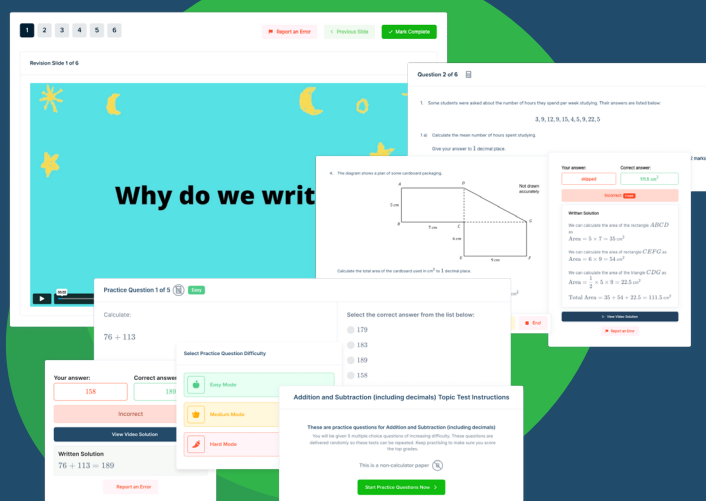 1 2 3 4 5 6
Report an Error
Previous Slide
Mark Complete
Revision Slide 1 of 6
Why do we writ
Question 2 of 6
1. Some students were asked about the number of hours they spend per week studying. Their answers are listed below:
3, 9, 12, 9, 15, 4, 5, 9, 22, 5
1 a) Calculate the mean number of hours spent studying.
Give your answer to 1 decimal place.
2 marks
4. The diagram shows a plan of some cardboard packaging.
Not drawn
accurately
A
D
5 cm
B
7 cm
C
G
6 cm
E
9 cm
F
Calculate the total area of the cardboard used in cm² to 1 decimal place.
cm²
End
Your answer:
Correct answer:
skipped
111.5 cm²
Incorrect
Written Solution
We can calculate the area of the rectangle ABCD
as
Area = 5 × 7 = 35 cm²
We can calculate the area of the rectangle CEFG as
Area = 6 × 9 = 54 cm²
We can calculate the area of the triangle CDG as
Area = 1/2 × 5 × 9 = 22.5 cm²
Total Area = 35 + 54 + 22.5 = 111.5 cm²
View Video Solution
Report an Error
Practice Question 1 of 5
Easy
Calculate:
76 + 113
Select the correct answer from the list below:
179
183
189
158
Select Practice Question Difficulty
Easy Mode
Medium Mode
Hard Mode
Your answer:
Correct answer:
158
189
Incorrect
View Video Solution
Written Solution
76 + 113 = 189
Report an Error
Addition and Subtraction (including decimals) Topic Test Instructions
These are practice questions for Addition and Subtraction (including decimals)
You will be given 5 multiple choice questions of increasing difficulty. These questions are
delivered randomly so these tests can be repeated. Keep practising to make sure you score
the top grades.
This is a non-calculator paper:
Start Practice Questions Now